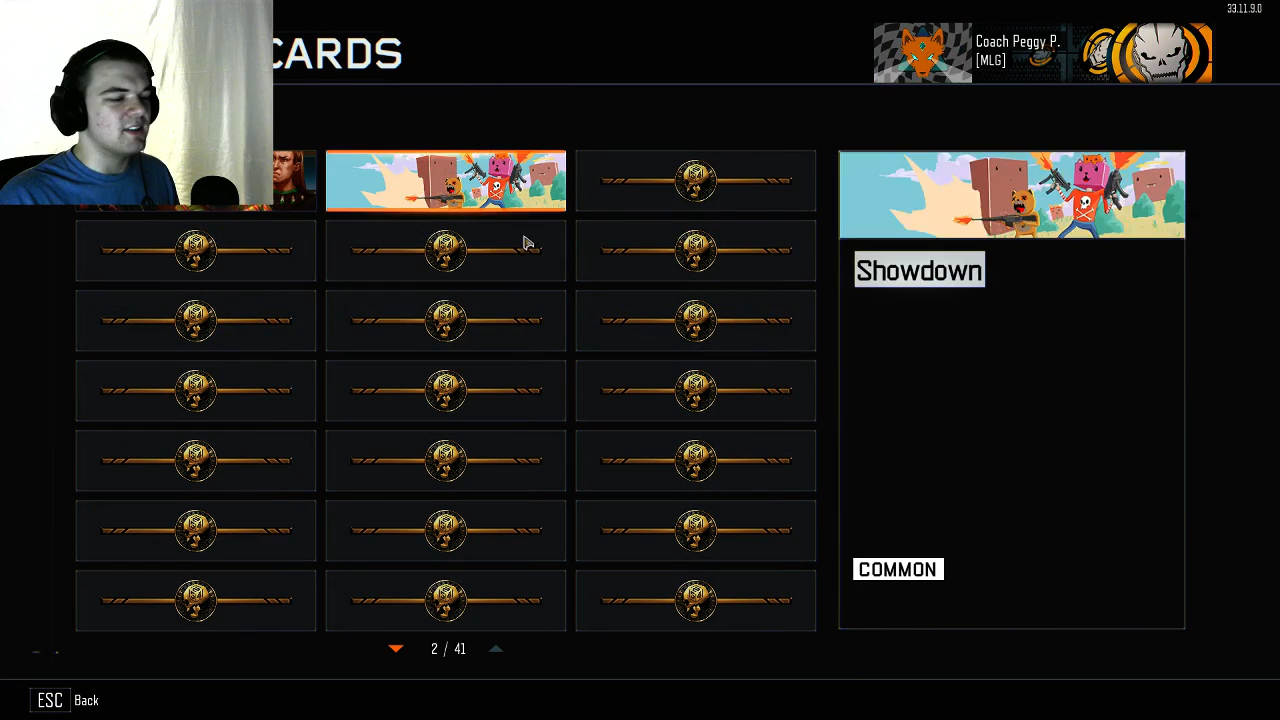 33.11.9.0
CARDS
Coach Peggy P.
[MLG]
Showdown
COMMON
2 / 41
ESC Back